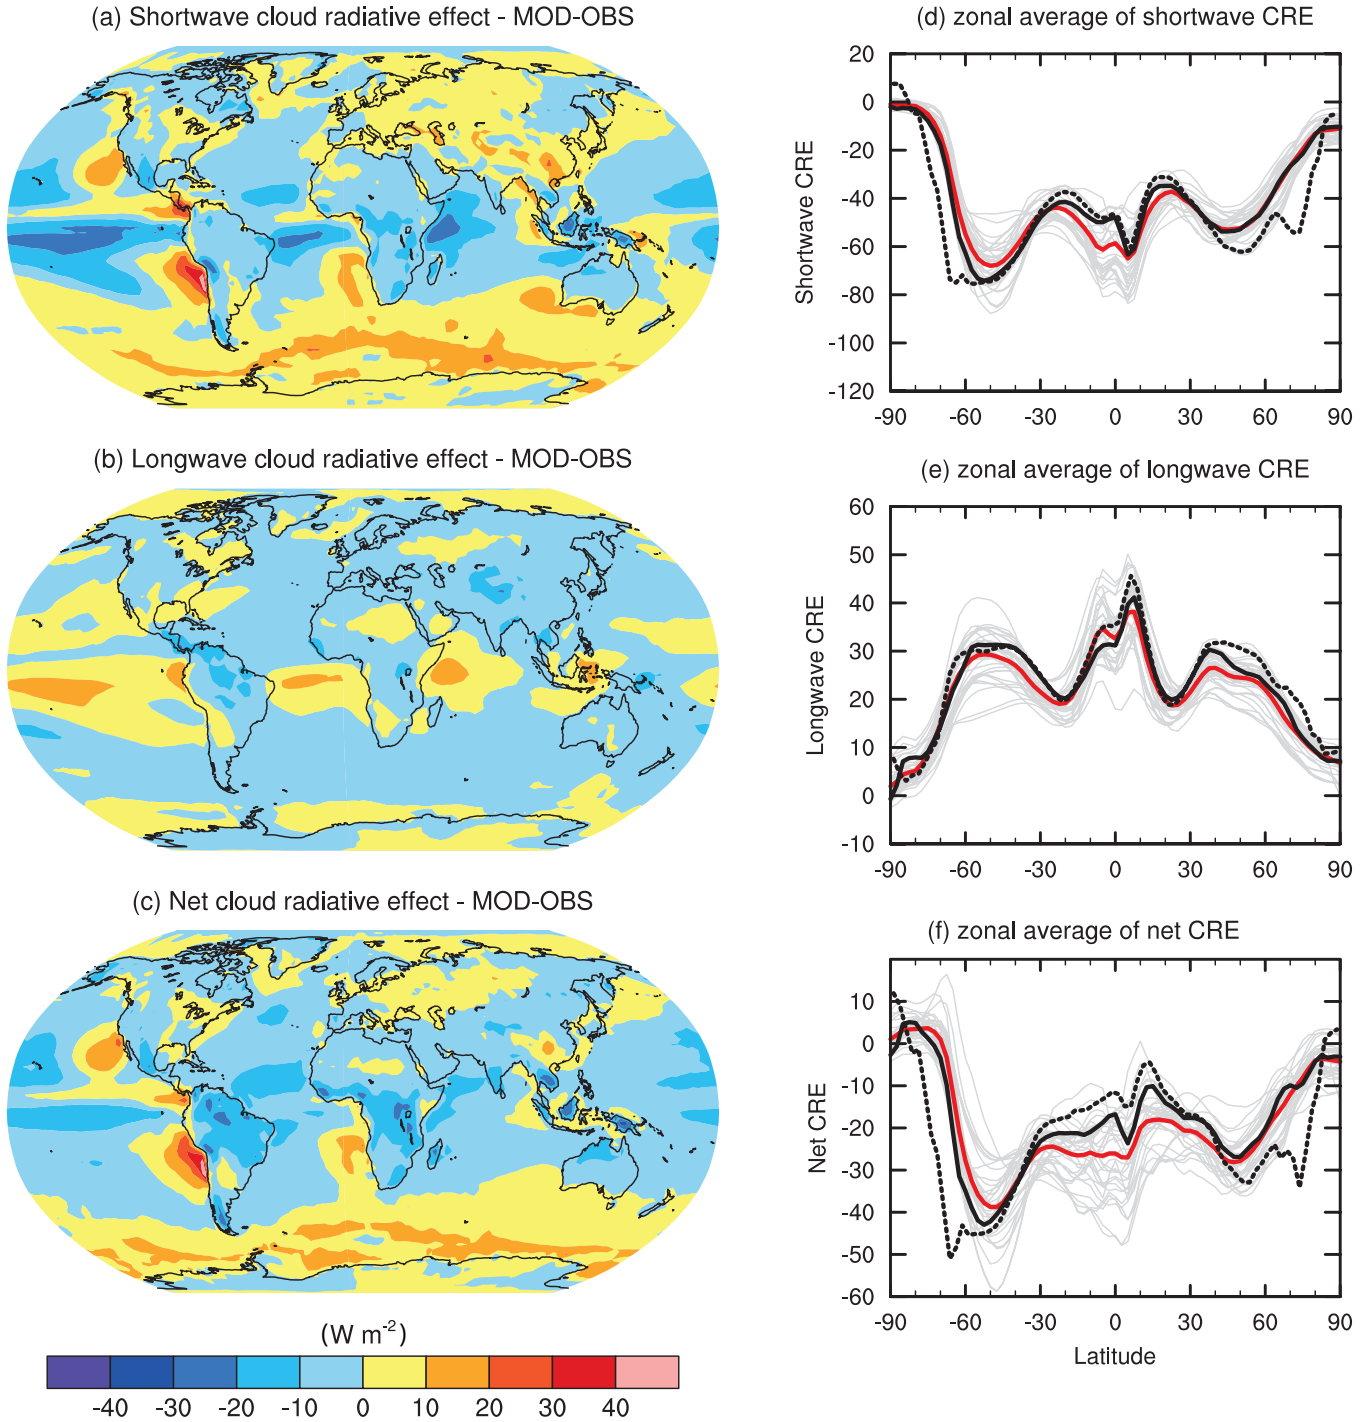 (a) Shortwave cloud radiative effect - MOD-OBS
(d) zonal average of shortwave CRE
20
0
-20
-40
-60
-80
-100
-120
Shortwave CRE
-90 -60 -30 0 30 60 90
(b) Longwave cloud radiative effect - MOD-OBS
(e) zonal average of longwave CRE
60
50
40
30
20
10
0
-10
Longwave CRE
-90 -60 -30 0 30 60 90
(c) Net cloud radiative effect - MOD-OBS
(f) zonal average of net CRE
10
0
-10
-20
-30
-40
-50
-60
Net CRE
-90 -60 -30 0 30 60 90
Latitude
(W m-2)
-40 -30 -20 -10 0 10 20 30 40